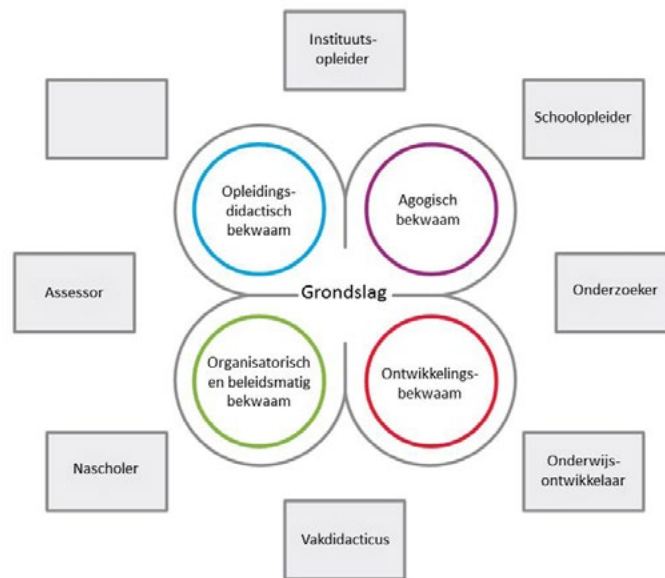 Instituuts-
opleider
Schoolopleider
Opleidings-
didactisch
bekwaam
Agogisch
bekwaam
Assessor
Grondslag
Onderzoeker
Organisatorisch
en beleidsmatig
bekwaam
Ontwikkelings-
bekwaam
Nascholer
Onderwijs-
ontwikkelaar
Vakdidacticus